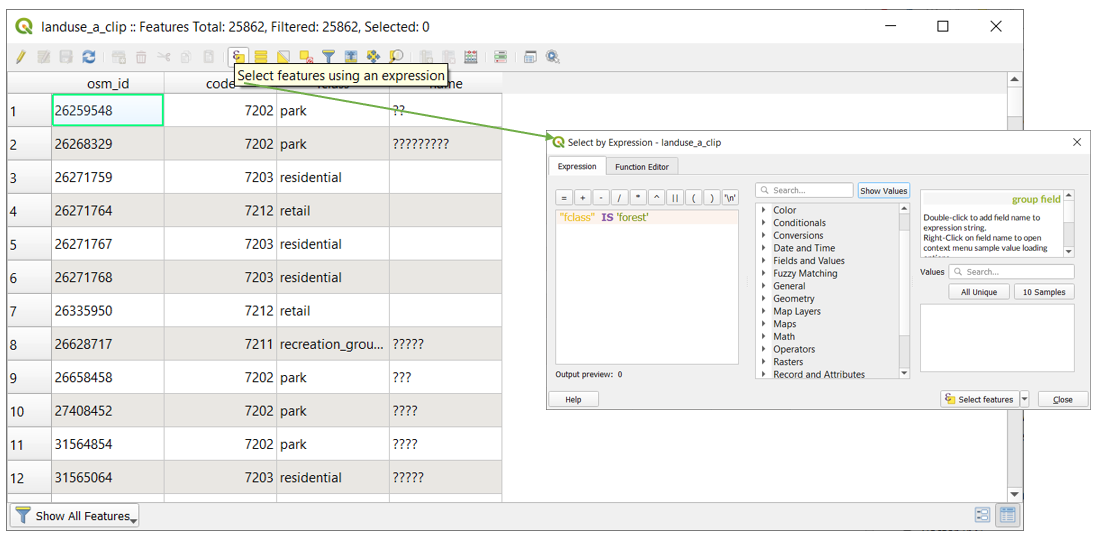 landuse_a_clip :: Features Total: 25862, Filtered: 25862, Selected: 0
Select features using an expression
osm_id code fclass name
1 26259548 7202 park ??
2 26268329 7202 park ?????????
3 26271759 7203 residential
4 26271764 7212 retail
5 26271767 7203 residential
6 26271768 7203 residential
7 26335950 7212 retail
8 26628717 7211 recreation_grou... ?????
9 26658458 7202 park ???
10 27408452 7202 park ????
11 31564854 7202 park ????
12 31565064 7203 residential ?????
Show All Features
Select by Expression - landuse_a_clip
Expression Function Editor
= + - / * ^ || ( ) '\n'
"fclass" IS 'forest'
Output preview: 0
Help
Search... Show Values
Color
Conditionals
Conversions
Date and Time
Fields and Values
Fuzzy Matching
General
Geometry
Map Layers
Maps
Math
Operators
Rasters
Record and Attributes
group field
Double-click to add field name to
expression string.
Right-Click on field name to open
context menu sample value loading
Values Search...
All Unique 10 Samples
Select features Close